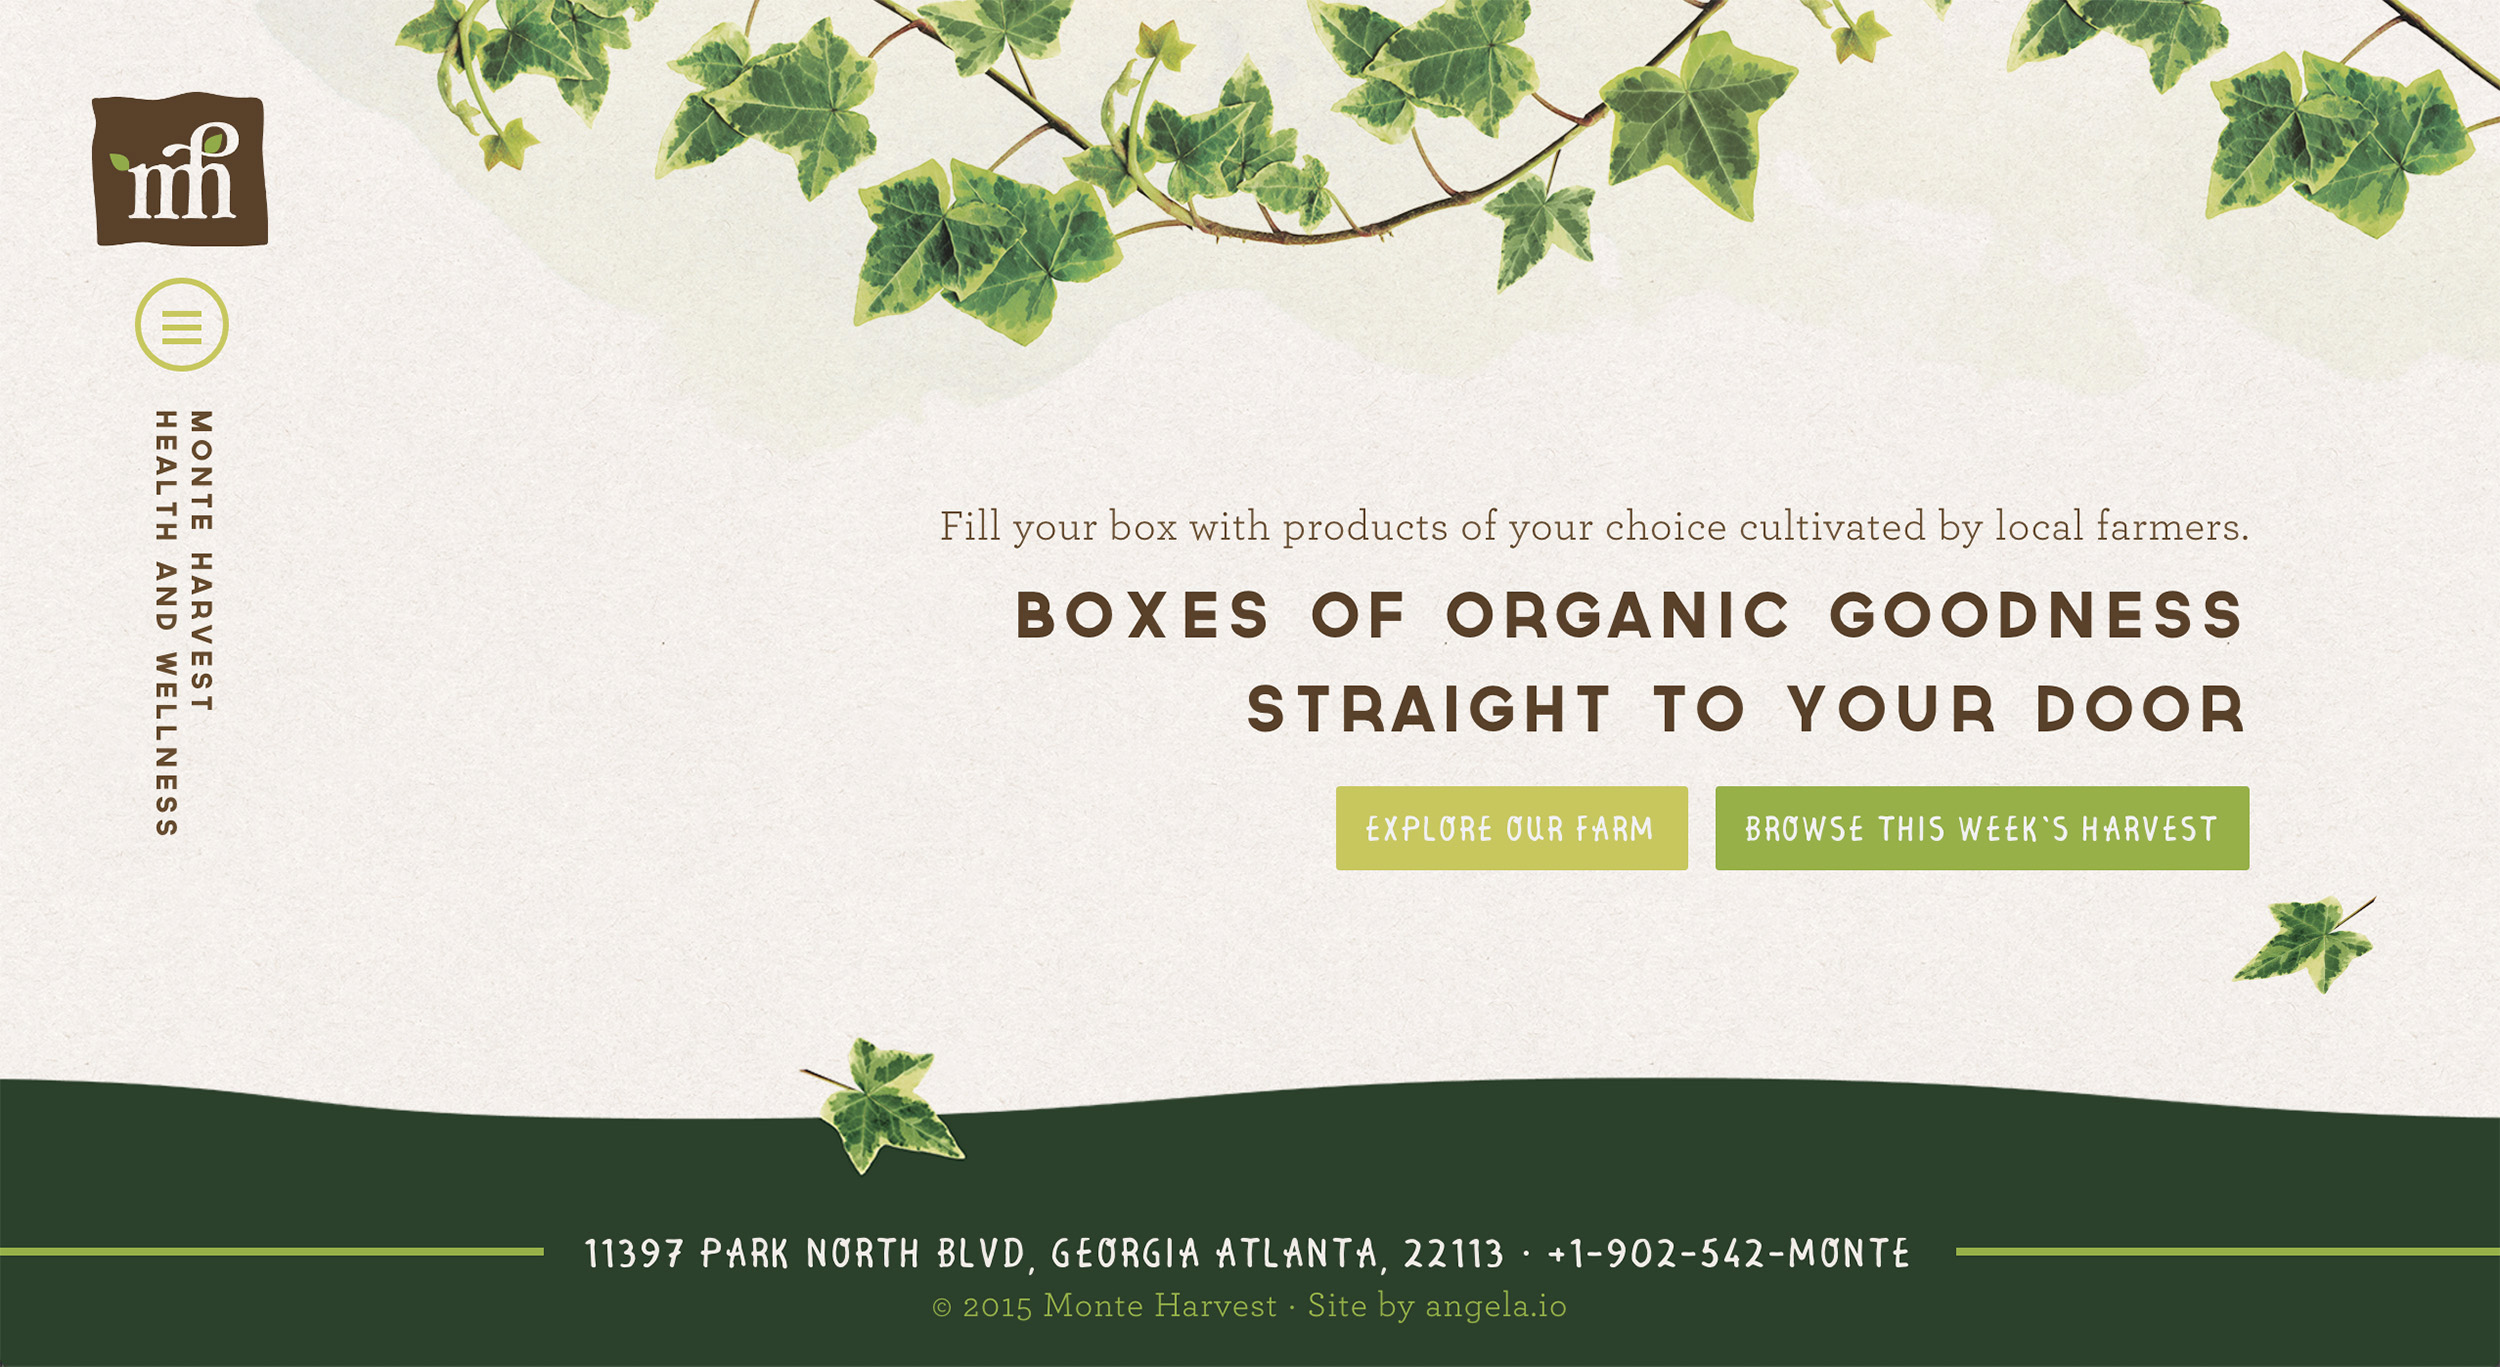 mh
MONTE HARVEST
HEALTH AND WELLNESS
Fill your box with products of your choice cultivated by local farmers.
BOXES OF ORGANIC GOODNESS
STRAIGHT TO YOUR DOOR
EXPLORE OUR FARM
BROWSE THIS WEEK'S HARVEST
11397 PARK NORTH BLVD, GEORGIA ATLANTA, 22113 · +1-902-542-MONTE
© 2015 Monte Harvest · Site by angela.io